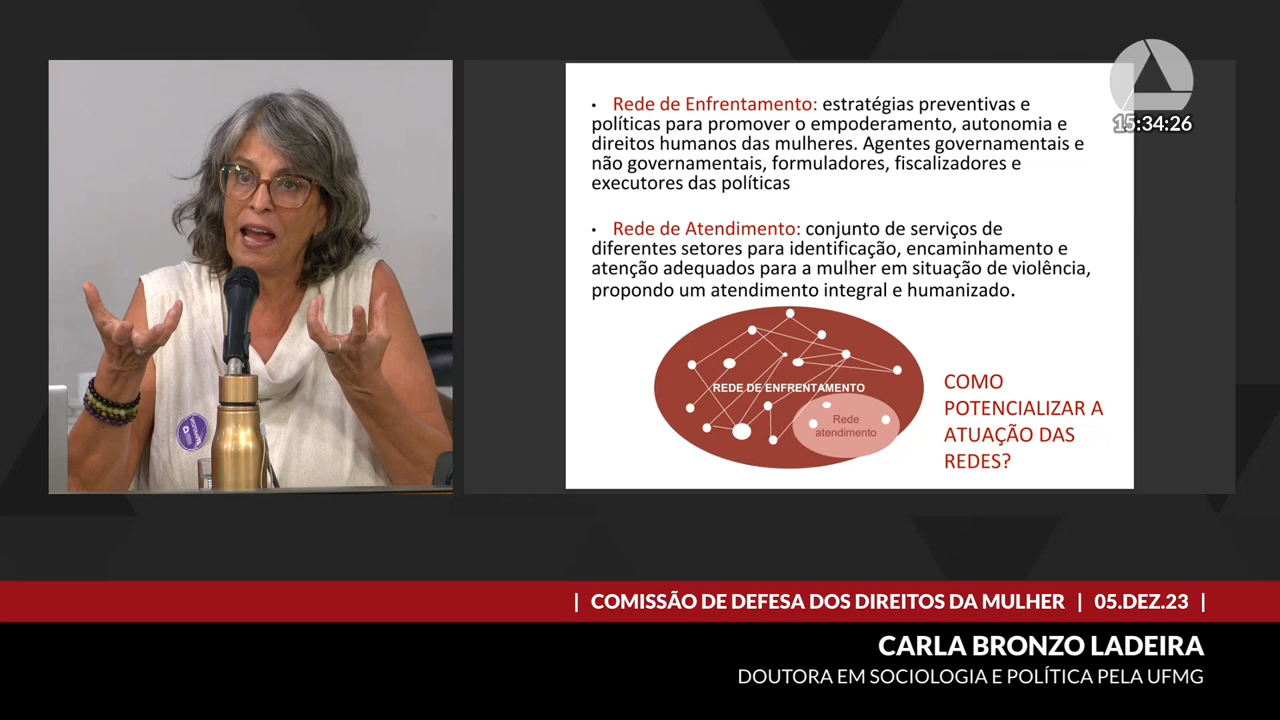 • Rede de Enfrentamento: estratégias preventivas e
políticas para promover o empoderamento, autonomia e
direitos humanos das mulheres. Agentes governamentais e
não governamentais, formuladores, fiscalizadores e
executores das políticas
• Rede de Atendimento: conjunto de serviços de
diferentes setores para identificação, encaminhamento e
atenção adequados para a mulher em situação de violência,
propondo um atendimento integral e humanizado.
REDE DE ENFRENTAMENTO
Rede
atendimento
COMO
POTENCIALIZAR A
ATUAÇÃO DAS
REDES?
15:34:26
| COMISSÃO DE DEFESA DOS DIREITOS DA MULHER | 05.DEZ.23 |
CARLA BRONZO LADEIRA
DOUTORA EM SOCIOLOGIA E POLÍTICA PELA UFMG